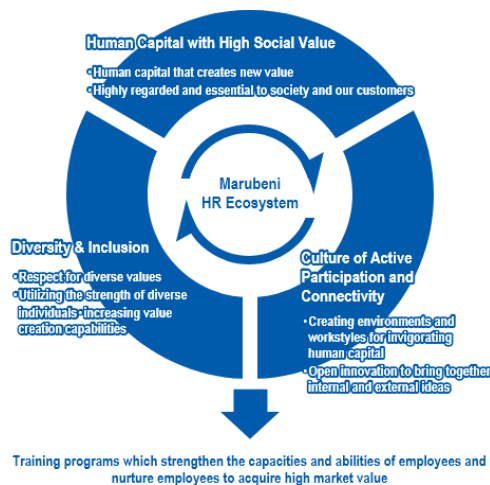 Human Capital with High Social Value
・Human capital that creates new value
・Highly regarded and essential to society and our customers
Marubeni
HR Ecosystem
Diversity & Inclusion
・Respect for diverse values
・Utilizing the strength of diverse
individuals・increasing value
creation capabilities
Culture of Active
Participation and
Connectivity
・Creating environments and
workstyles for invigorating
human capital
・Open innovation to bring together
internal and external ideas
Training programs which strengthen the capacities and abilities of employees and
nurture employees to acquire high market value